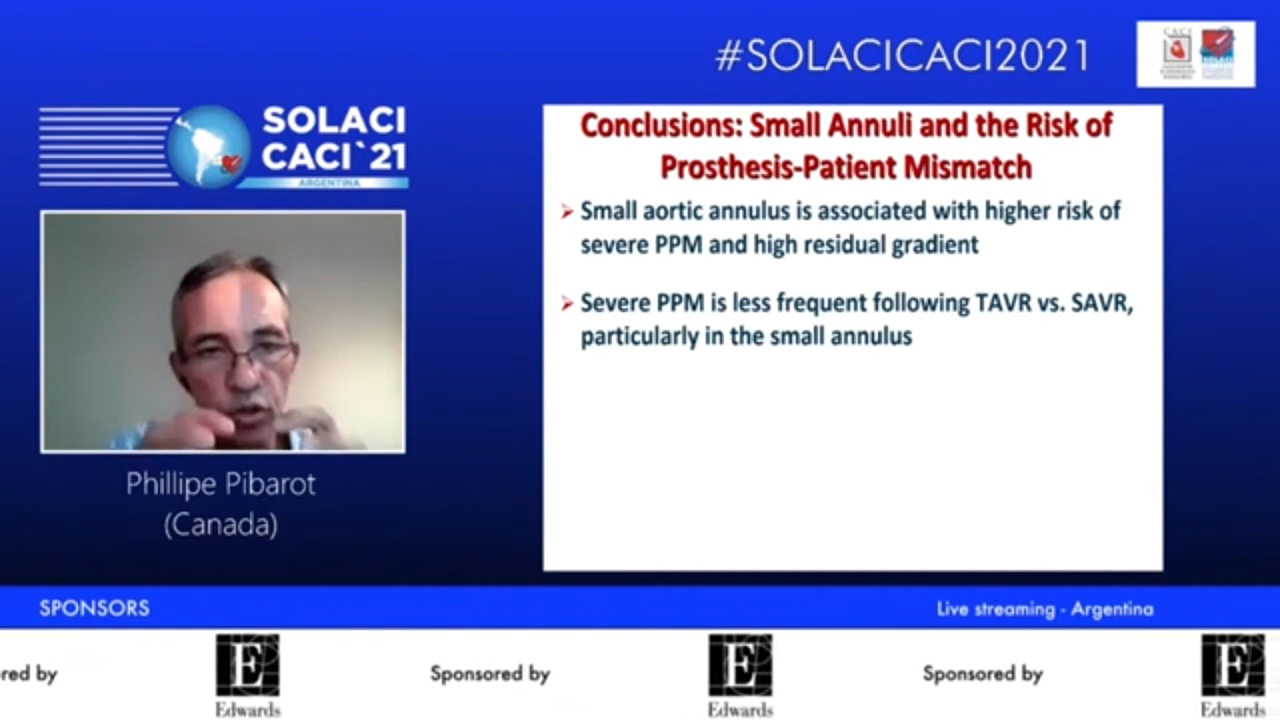 #SOLACICACI2021
CACI
SOLACI
CACI`21
ARGENTINA
Conclusions: Small Annuli and the Risk of
Prosthesis-Patient Mismatch
Small aortic annulus is associated with higher risk of
severe PPM and high residual gradient
Severe PPM is less frequent following TAVR vs. SAVR,
particularly in the small annulus
Phillipe Pibarot
(Canada)
SPONSORS
Live streaming - Argentina
red by
Edwards
Sponsored by
Edwards
Sponsored by
Edwards